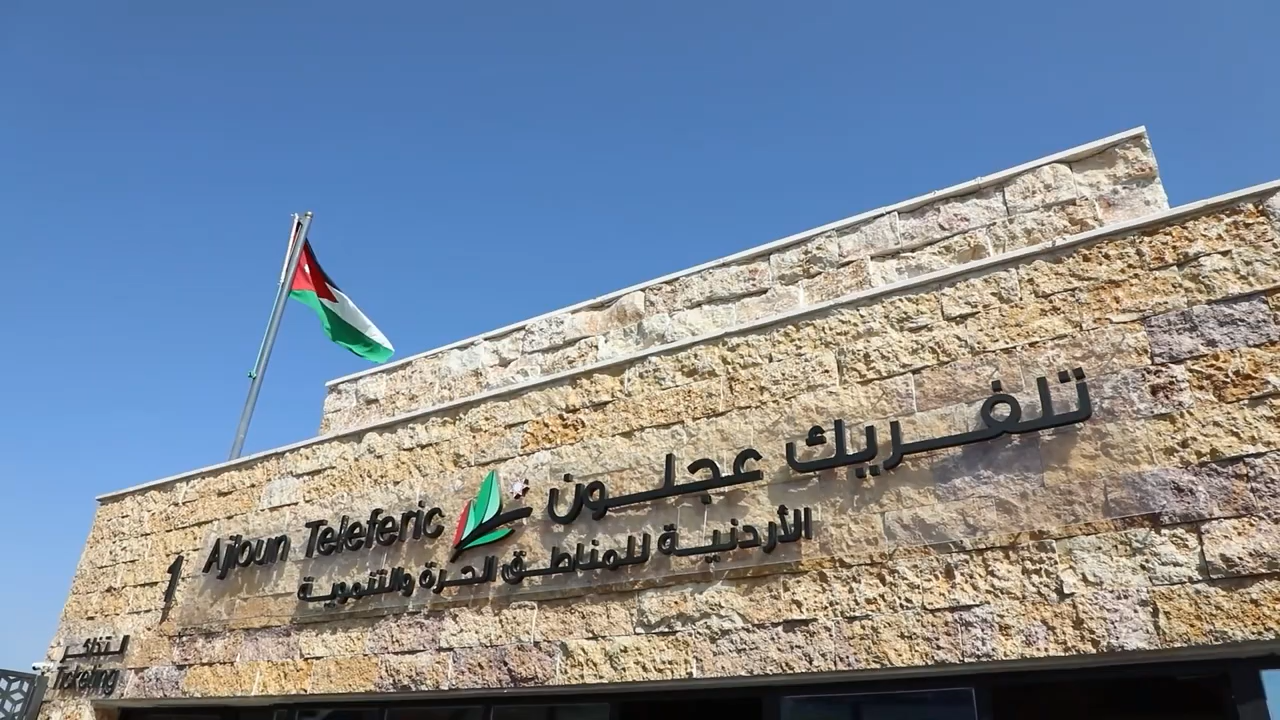 تلفريك عجلون
Ajloun Teleferic
الأردنية للمناطق الحرة والتنموية
1
التذاكر
Ticketing